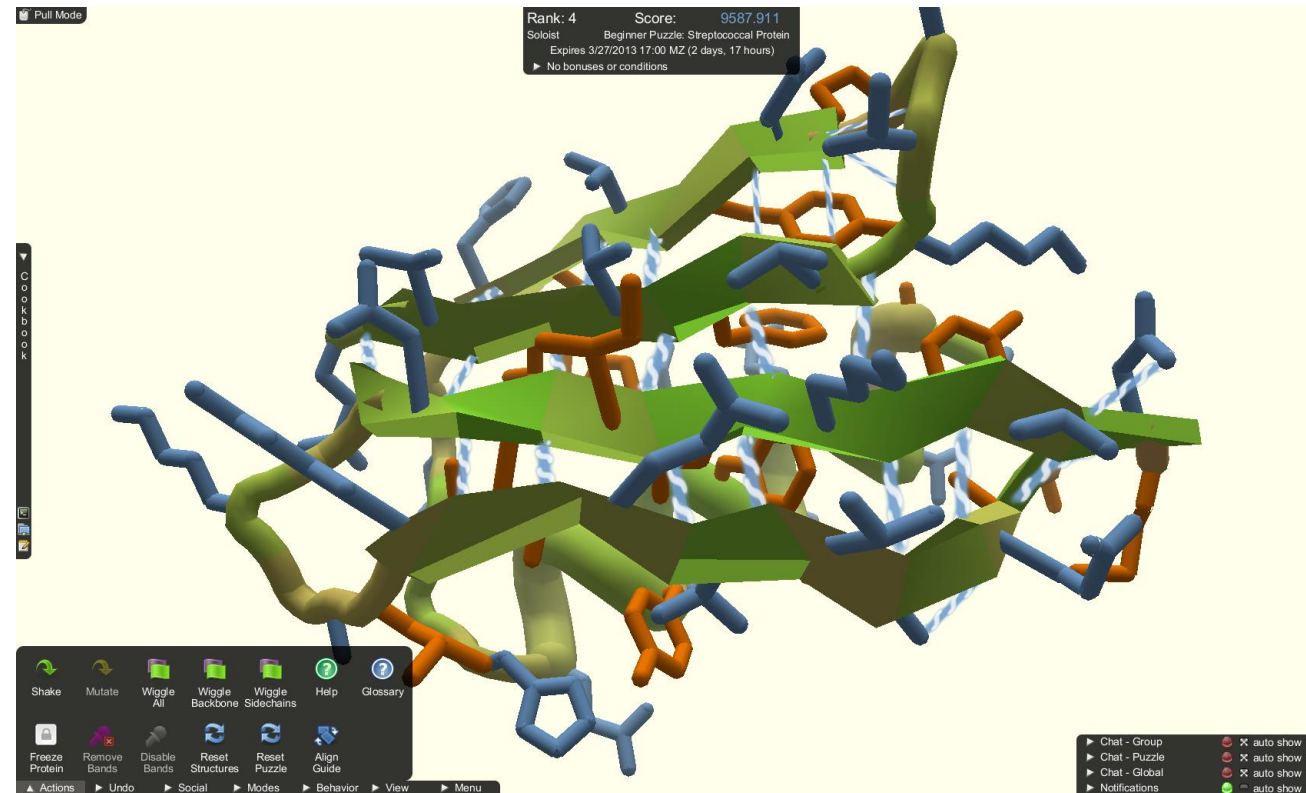 Pull Mode
Rank: 4 Score: 9587.911
Soloist Beginner Puzzle: Streptococcal Protein
Expires 3/27/2013 17:00 MZ (2 days, 17 hours)
▶ No bonuses or conditions
▼
C
o
o
k
b
o
o
k
Shake Mutate Wiggle All Wiggle Backbone Wiggle Sidechains Help Glossary
Freeze Protein Remove Bands Disable Bands Reset Structures Reset Puzzle Align Guide
▲ Actions ▶ Undo ▶ Social ▶ Modes ▶ Behavior ▶ View ▶ Menu
▶ Chat - Group auto show
▶ Chat - Puzzle auto show
▶ Chat - Global auto show
▶ Notifications auto show